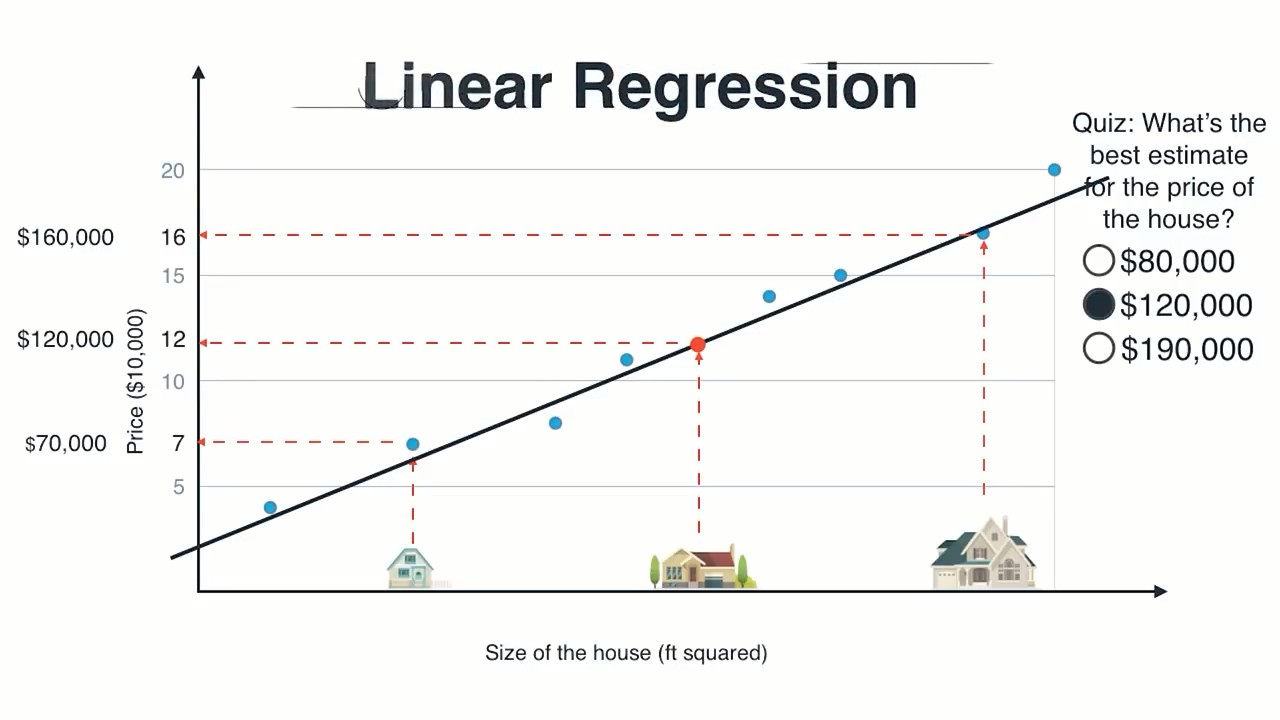 Linear Regression
Quiz: What's the
best estimate
for the price of
the house?
$80,000
$120,000
$190,000
20
$160,000 16
15
$120,000 12
10
$70,000 7
5
Price ($10,000)
Size of the house (ft squared)